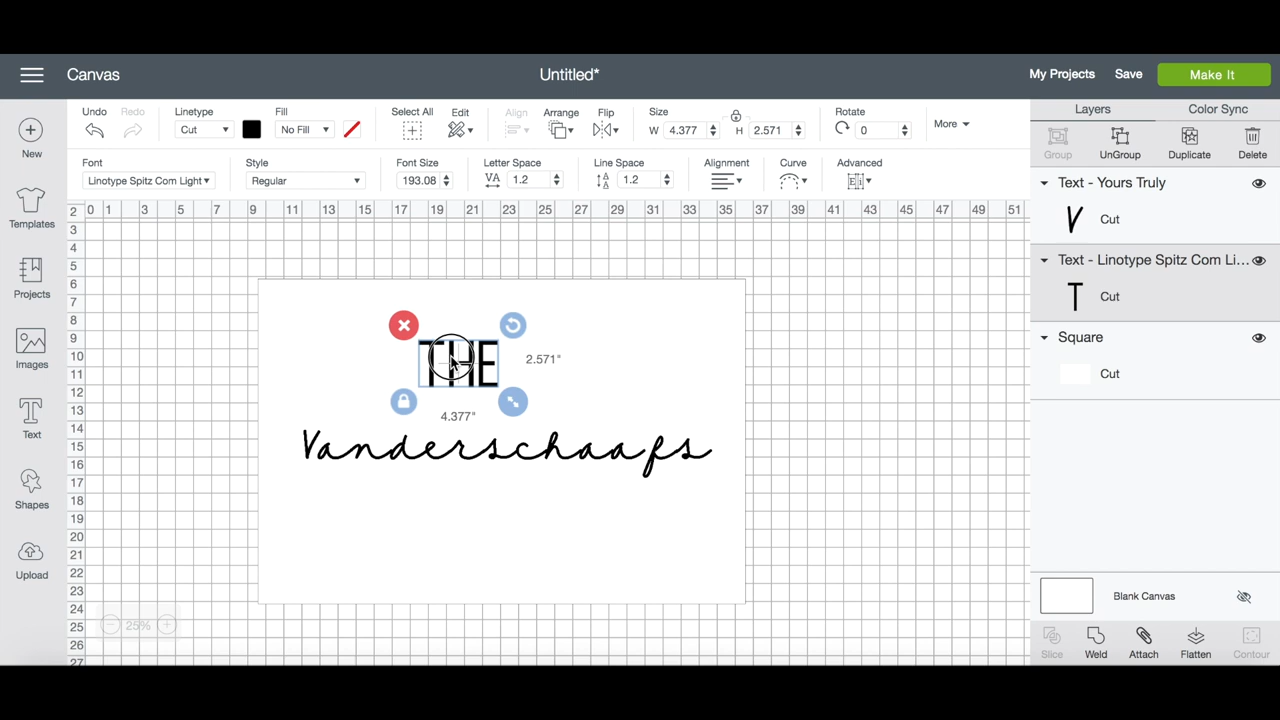 Canvas
Untitled*
My Projects Save Make It
Undo Redo Linetype Fill Select All Edit Align Arrange Flip Size Rotate
Cut No Fill W 4.377 H 2.571 0 More
Font Style Font Size Letter Space Line Space Alignment Curve Advanced
Linotype Spitz Com Light Regular 193.08 VA 1.2 1.2
Layers Color Sync
Group UnGroup Duplicate Delete
New
Templates
Projects
Images
Text
Shapes
Upload
0 1 3 5 7 9 11 13 15 17 19 21 23 25 27 29 31 33 35 37 39 41 43 45 47 49 51
2
3
4
5
6
7
8
9
10
11
12
13
14
15
16
17
18
19
20
21
22
23
24
25
26
27
THE
2.571"
4.377"
Vanderschaafs
25%
Text - Yours Truly
V Cut
Text - Linotype Spitz Com Li...
T Cut
Square
Cut
Blank Canvas
Slice Weld Attach Flatten Contour